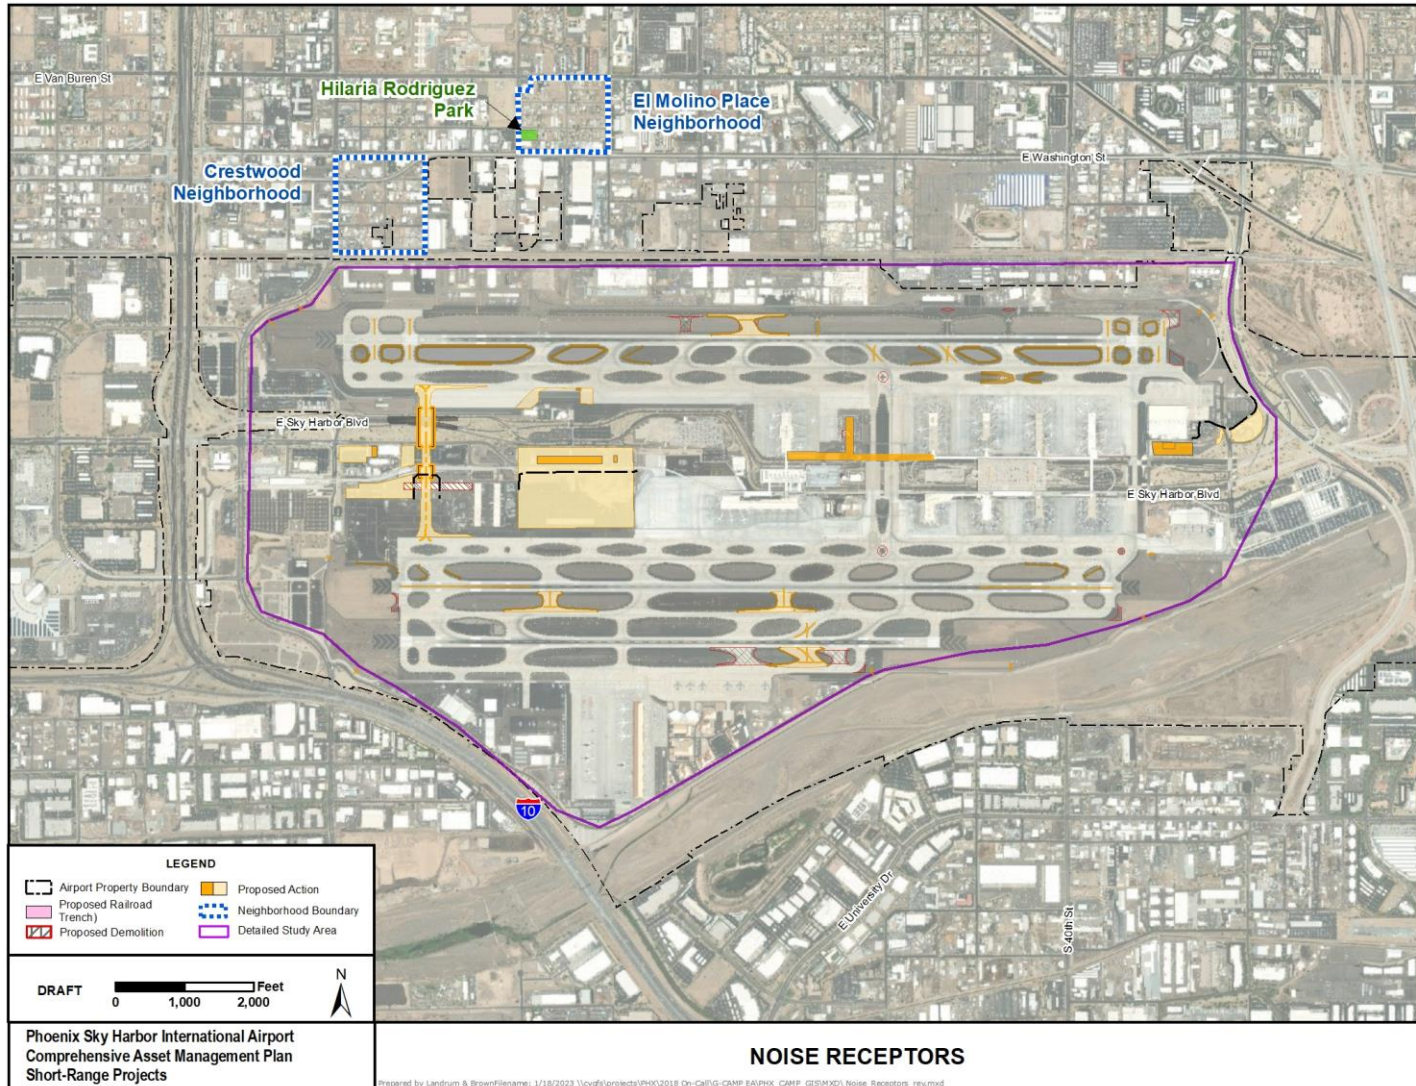 E Van Buren St
Hilaria Rodriguez
Park
El Molino Place
Neighborhood
Crestwood
Neighborhood
E Washington St
E Sky Harbor Blvd
E Sky Harbor Blvd
10
E University Dr
S 40th St
LEGEND
Airport Property Boundary
Proposed Action
Proposed Railroad
Trench)
Neighborhood Boundary
Proposed Demolition
Detailed Study Area
DRAFT
0 1,000 2,000 Feet
N
Phoenix Sky Harbor International Airport
Comprehensive Asset Management Plan
Short-Range Projects
NOISE RECEPTORS